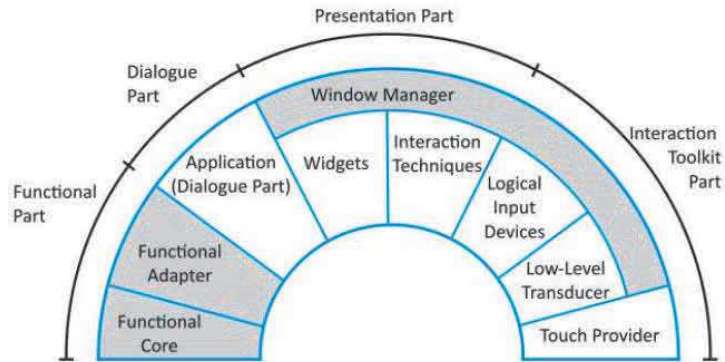 Presentation Part
Dialogue
Part
Window Manager
Interaction
Toolkit
Part
Functional
Part
Application
(Dialogue Part)
Widgets
Interaction
Techniques
Logical
Input
Devices
Functional
Adapter
Low-Level
Transducer
Functional
Core
Touch Provider